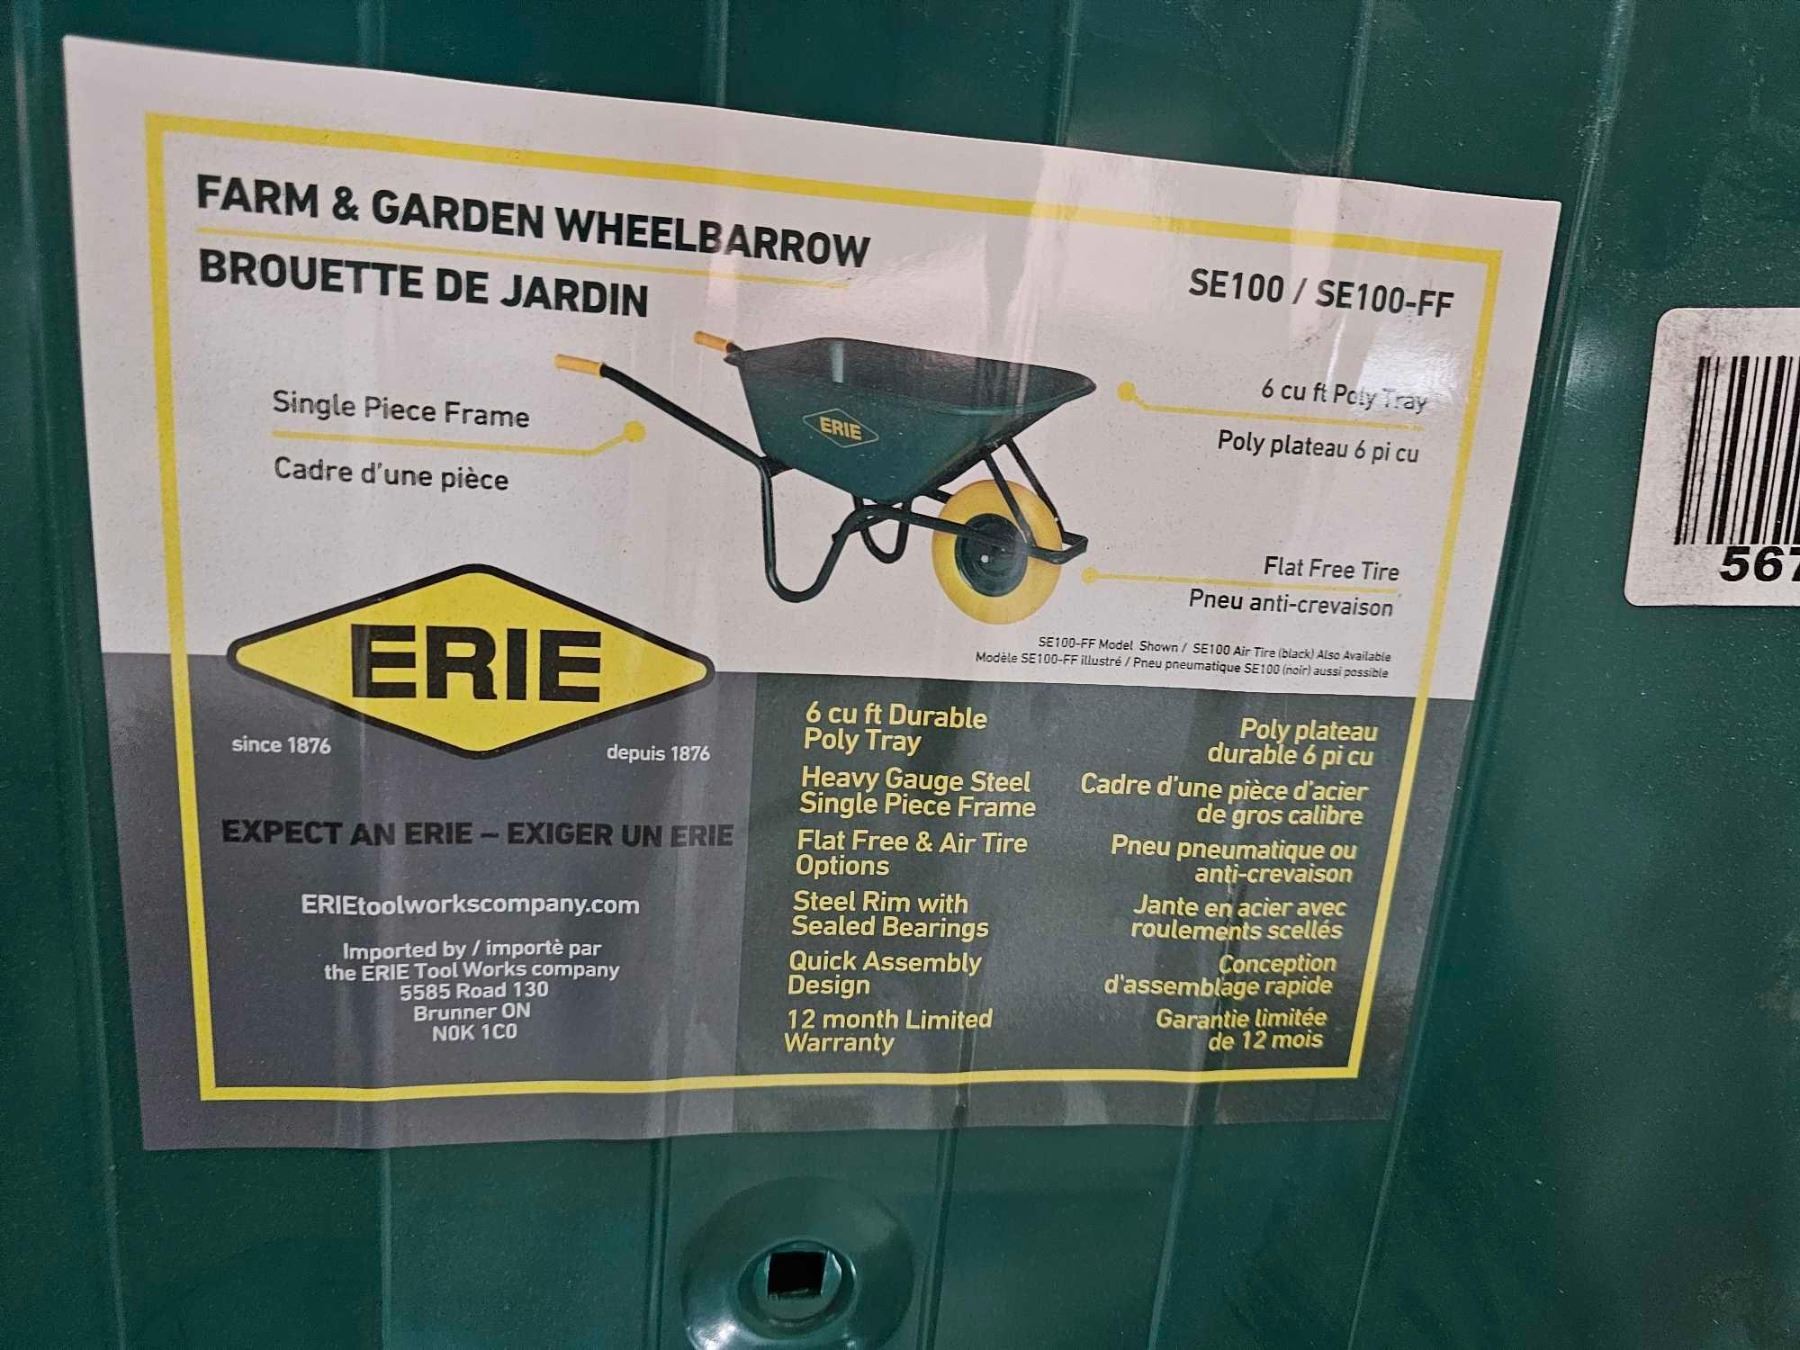 FARM & GARDEN WHEELBARROW
BROUETTE DE JARDIN
SE100 / SE100-FF
Single Piece Frame
Cadre d'une pièce
6 cu ft Poly Tray
Poly plateau 6 pi cu
ERIE
Flat Free Tire
Pneu anti-crevaison
SE100-FF Model Shown / SE100 Air Tire (black) Also Available
Modèle SE100-FF illustré / Pneu pneumatique SE100 (noir) aussi possible
ERIE
since 1876
depuis 1876
EXPECT AN ERIE – EXIGER UN ERIE
ERIEtoolworkscompany.com
Imported by / importè par
the ERIE Tool Works company
5585 Road 130
Brunner ON
N0K 1C0
6 cu ft Durable
Poly Tray
Heavy Gauge Steel
Single Piece Frame
Flat Free & Air Tire
Options
Steel Rim with
Sealed Bearings
Quick Assembly
Design
12 month Limited
Warranty
Poly plateau
durable 6 pi cu
Cadre d'une pièce d'acier
de gros calibre
Pneu pneumatique ou
anti-crevaison
Jante en acier avec
roulements scellés
Conception
d'assemblage rapide
Garantie limitée
de 12 mois
567